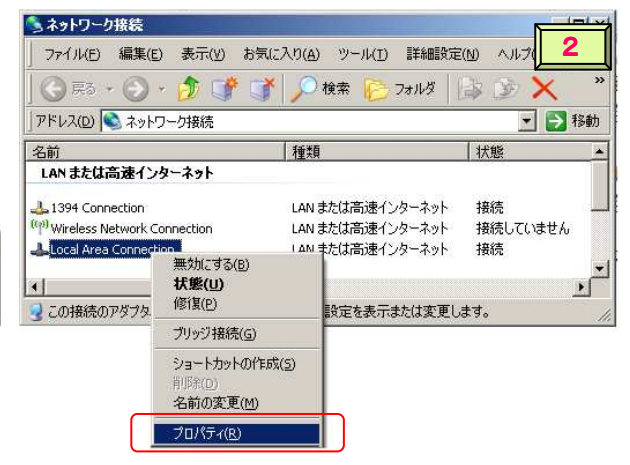 ネットワーク接続
ファイル(F) 編集(E) 表示(V) お気に入り(A) ツール(T) 詳細設定(N) ヘルプ(
2
戻る 検索 フォルダ »
アドレス(D) ネットワーク接続 移動
名前 種類 状態
LAN または高速インターネット
1394 Connection LAN または高速インターネット 接続
Wireless Network Connection LAN または高速インターネット 接続していません
Local Area Connection LAN または高速インターネット 接続
無効にする(B)
状態(U)
修復(P)
この接続のアダプタ 設定を表示または変更します。
ブリッジ接続(G)
ショートカットの作成(S)
削除(D)
名前の変更(M)
プロパティ(R)